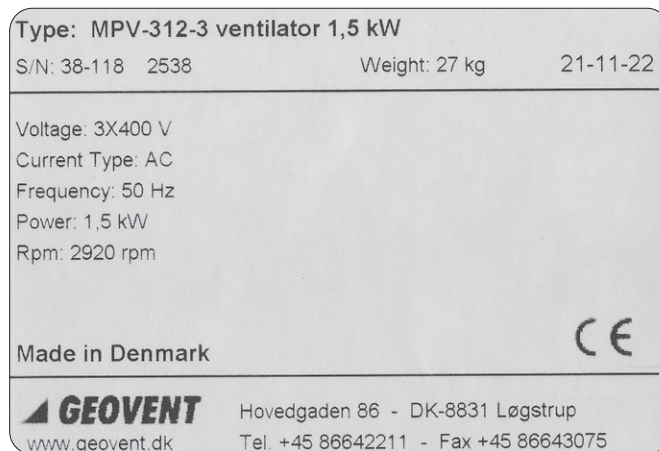 Type: MPV-312-3 ventilator 1,5 kW
S/N: 38-118 2538 Weight: 27 kg 21-11-22
Voltage: 3X400 V
Current Type: AC
Frequency: 50 Hz
Power: 1,5 kW
Rpm: 2920 rpm
Made in Denmark CE
GEOVENT Hovedgaden 86 - DK-8831 Løgstrup
www.geovent.dk Tel. +45 86642211 - Fax +45 86643075